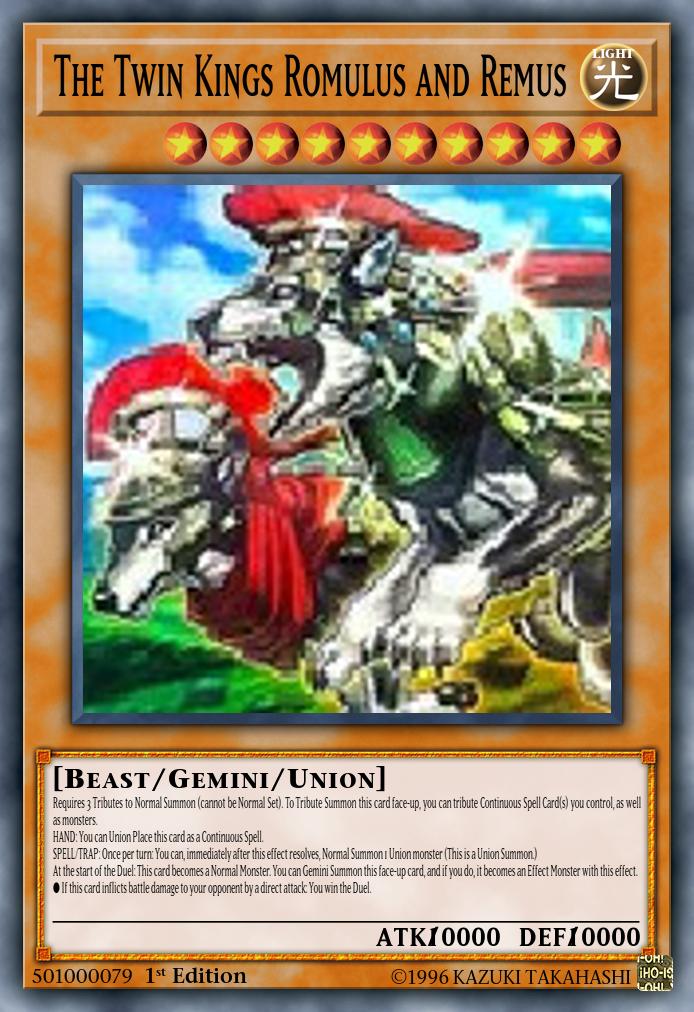 The Twin Kings Romulus and Remus
LIGHT
光
[Beast/Gemini/Union]
Requires 3 Tributes to Normal Summon (cannot be Normal Set). To Tribute Summon this card face-up, you can tribute Continuous Spell Card(s) you control, as well
as monsters.
HAND: You can Union Place this card as a Continuous Spell.
SPELL/TRAP: Once per turn: You can, immediately after this effect resolves, Normal Summon 1 Union monster (This is a Union Summon.)
At the start of the Duel: This card becomes a Normal Monster. You can Gemini Summon this face-up card, and if you do, it becomes an Effect Monster with this effect.
● If this card inflicts battle damage to your opponent by a direct attack: You win the Duel.
ATK/10000 DEF/10000
501000079 1st Edition ©1996 KAZUKI TAKAHASHI